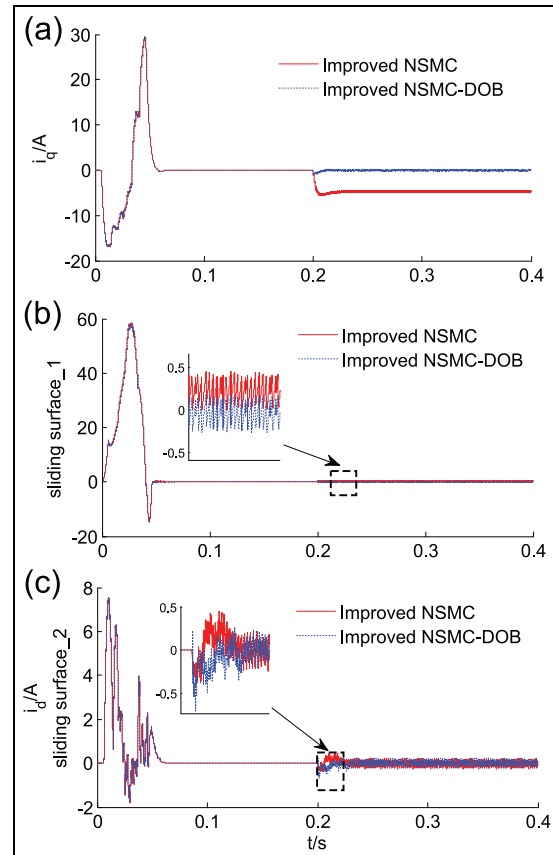 (a)
30
20
10
0
-10
-20
i_q/A
Improved NSMC
Improved NSMC-DOB
0 0.1 0.2 0.3 0.4
(b)
60
40
20
0
20
sliding surface_1
Improved NSMC
Improved NSMC-DOB
0.5
0
-0.5
0 0.1 0.2 0.3 0.4
(c)
8
6
4
2
0
-2
i_d/A
sliding surface_2
Improved NSMC
Improved NSMC-DOB
0.5
0
-0.5
0 0.1 0.2 0.3 0.4
t/s